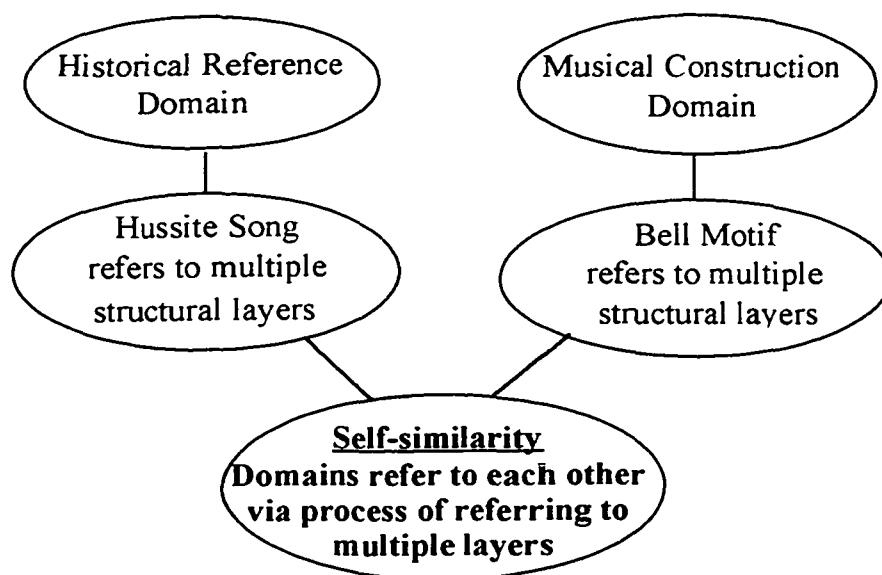 Historical Reference
Domain
Musical Construction
Domain
Hussite Song
refers to multiple
structural layers
Bell Motif
refers to multiple
structural layers
Self-similarity
Domains refer to each other
via process of referring to
multiple layers